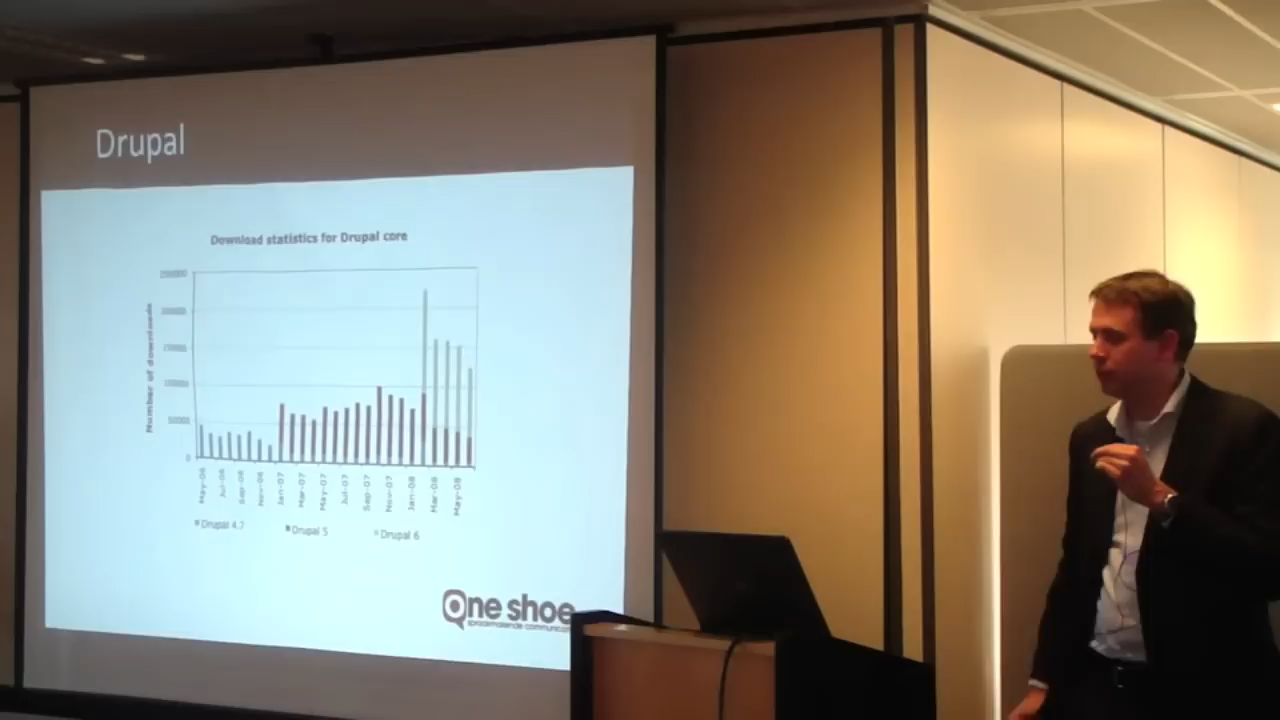 Drupal
Download statistics for Drupal core
Number of downloads
250000
200000
150000
100000
50000
0
May-06 Jul-06 Sep-06 Nov-06 Jan-07 Mar-07 May-07 Jul-07 Sep-07 Nov-07 Jan-08 Mar-08 May-08
Drupal 4.7 Drupal 5 Drupal 6
One shoe
spraakmakende